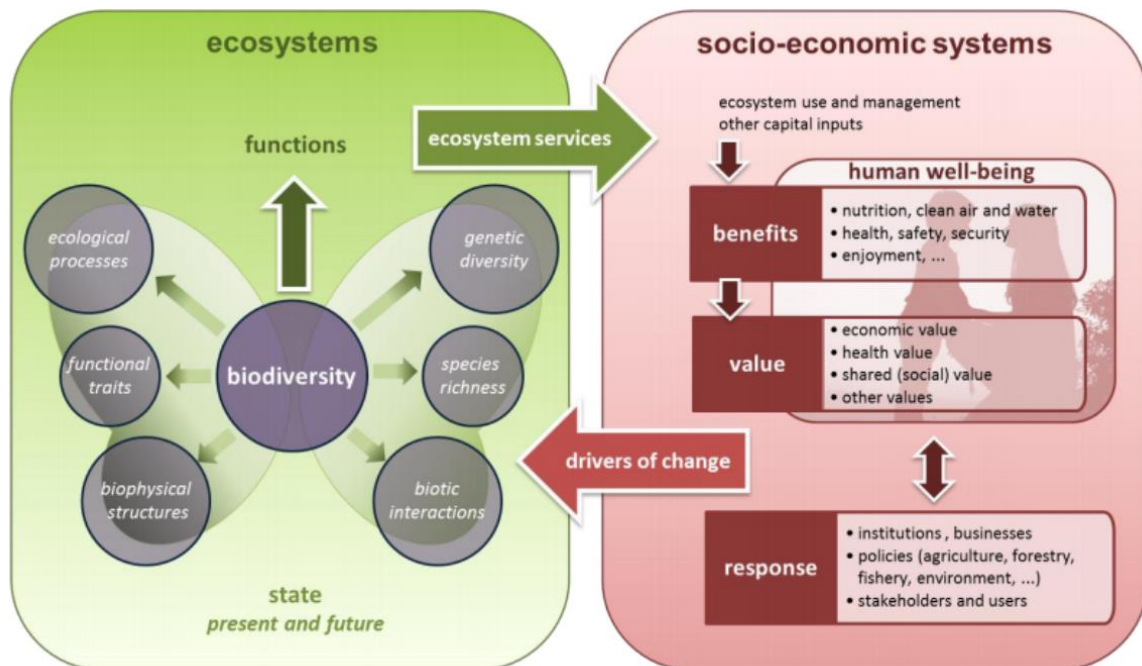 ecosystems
functions
ecological
processes
genetic
diversity
functional
traits
biodiversity
species
richness
biophysical
structures
biotic
interactions
state
present and future
ecosystem services
drivers of change
socio-economic systems
ecosystem use and management
other capital inputs
human well-being
benefits
• nutrition, clean air and water
• health, safety, security
• enjoyment, ...
value
• economic value
• health value
• shared (social) value
• other values
response
• institutions , businesses
• policies (agriculture, forestry,
fishery, environment, ...)
• stakeholders and users